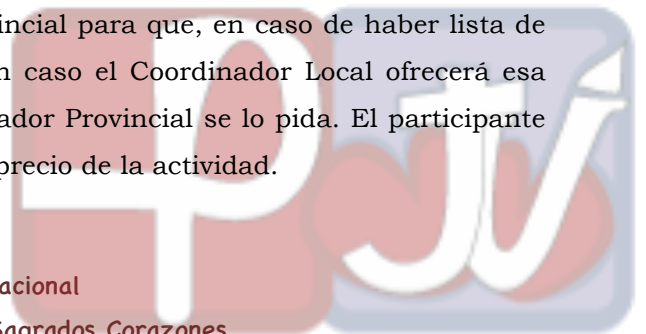 incial para que, en caso de haber lista de
n caso el Coordinador Local ofrecerá esa
ador Provincial se lo pida. El participante
precio de la actividad.
acional
Sagrados Corazones